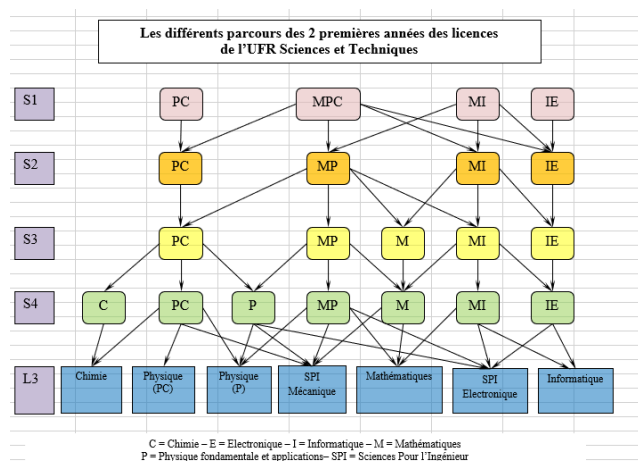 Les différents parcours des 2 premières années des licences
de l'UFR Sciences et Techniques
S1 PC MPC MI IE
S2 PC MP MI IE
S3 PC MP M MI IE
S4 C PC P MP M MI IE
L3 Chimie Physique (PC) Physique (P) SPI Mécanique Mathématiques SPI Electronique Informatique
C = Chimie – E = Electronique – I = Informatique – M = Mathématiques
P = Physique fondamentale et applications– SPI = Sciences Pour l'Ingénieur